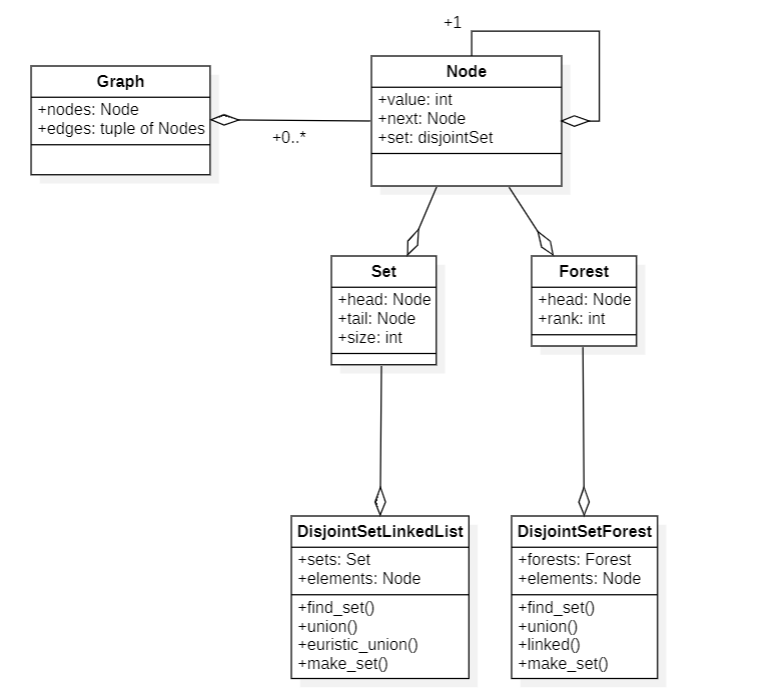 +1
Graph
+nodes: Node
+edges: tuple of Nodes
+0..*
Node
+value: int
+next: Node
+set: disjointSet
Set
+head: Node
+tail: Node
+size: int
Forest
+head: Node
+rank: int
DisjointSetLinkedList
+sets: Set
+elements: Node
+find_set()
+union()
+euristic_union()
+make_set()
DisjointSetForest
+forests: Forest
+elements: Node
+find_set()
+union()
+linked()
+make_set()